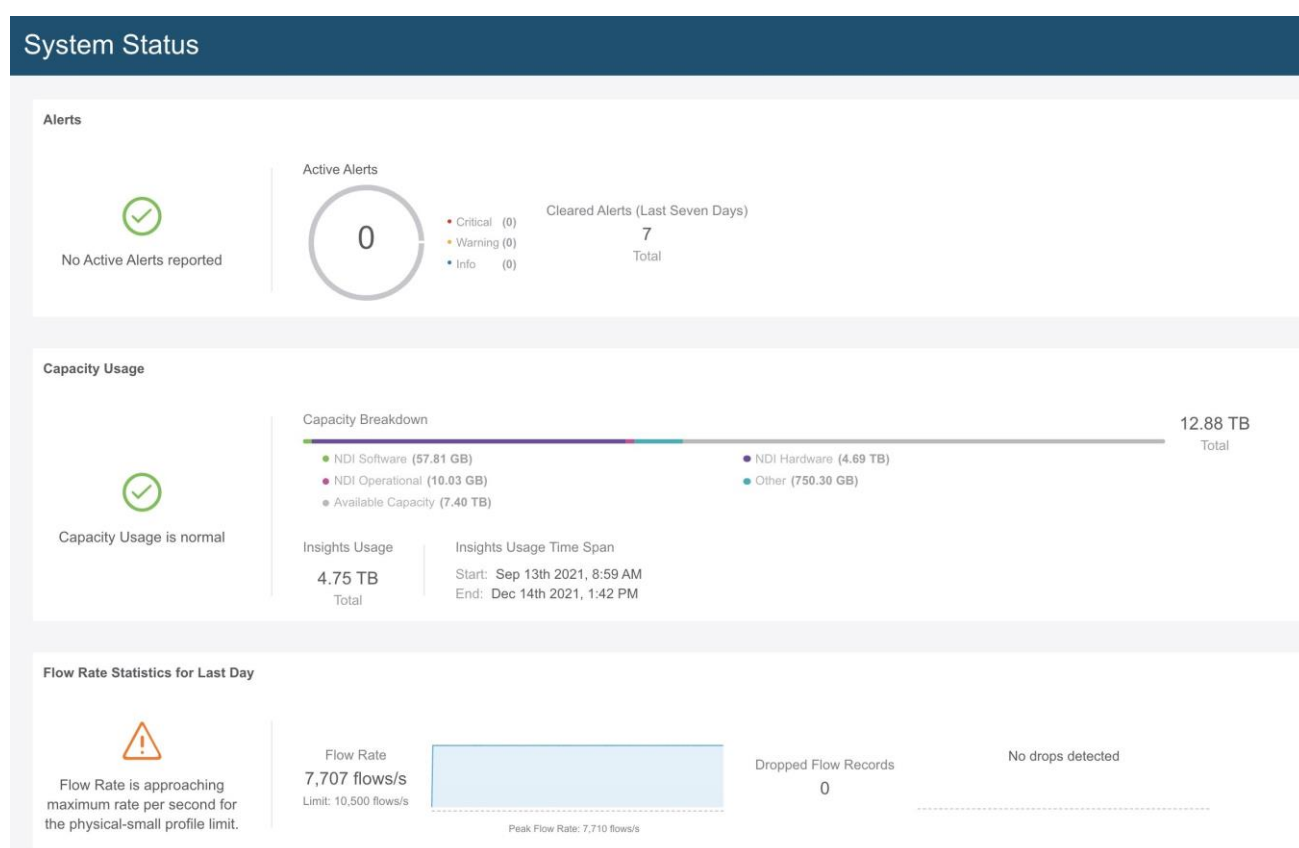 System Status
Alerts
Active Alerts
0
No Active Alerts reported
Critical (0)
Warning (0)
Info (0)
Cleared Alerts (Last Seven Days)
7
Total
Capacity Usage
Capacity Breakdown
12.88 TB
Total
NDI Software (57.81 GB)
NDI Hardware (4.69 TB)
NDI Operational (10.03 GB)
Other (750.30 GB)
Available Capacity (7.40 TB)
Capacity Usage is normal
Insights Usage
4.75 TB
Total
Insights Usage Time Span
Start: Sep 13th 2021, 8:59 AM
End: Dec 14th 2021, 1:42 PM
Flow Rate Statistics for Last Day
Flow Rate is approaching
maximum rate per second for
the physical-small profile limit.
Flow Rate
7,707 flows/s
Limit: 10,500 flows/s
Peak Flow Rate: 7,710 flows/s
Dropped Flow Records
0
No drops detected